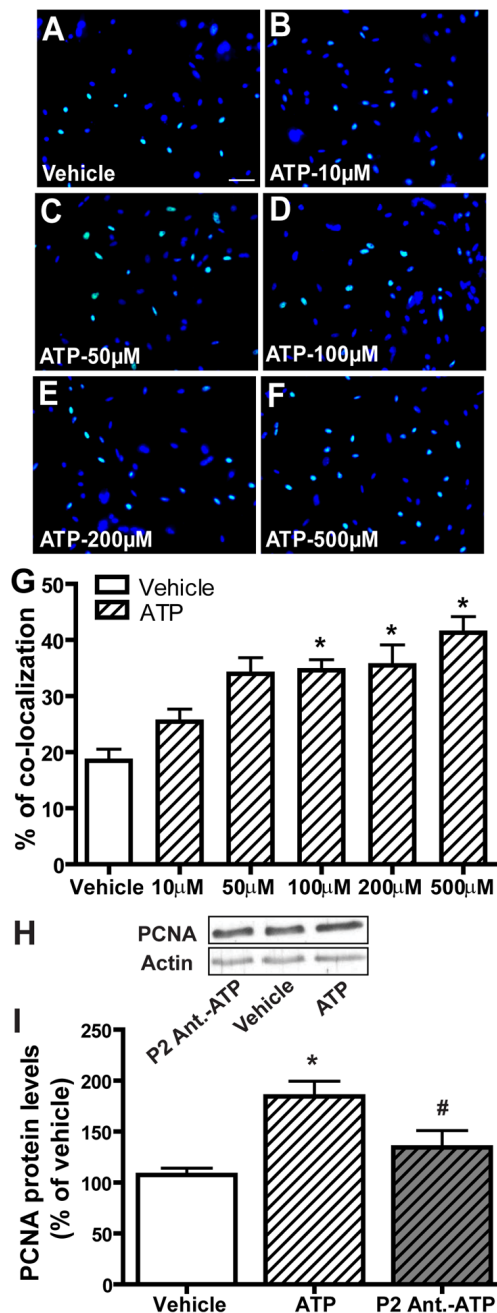 A
B
Vehicle
ATP-10µM
C
D
ATP-50µM
ATP-100µM
E
F
ATP-200µM
ATP-500µM
G
% of co-localization
50
40
30
20
10
0
Vehicle
ATP
*
*
*
Vehicle
10µM
50µM
100µM
200µM
500µM
H
PCNA
Actin
P2 Ant.-ATP
Vehicle
ATP
I
PCNA protein levels
(% of vehicle)
250
200
150
100
50
0
*
#
Vehicle
ATP
P2 Ant.-ATP